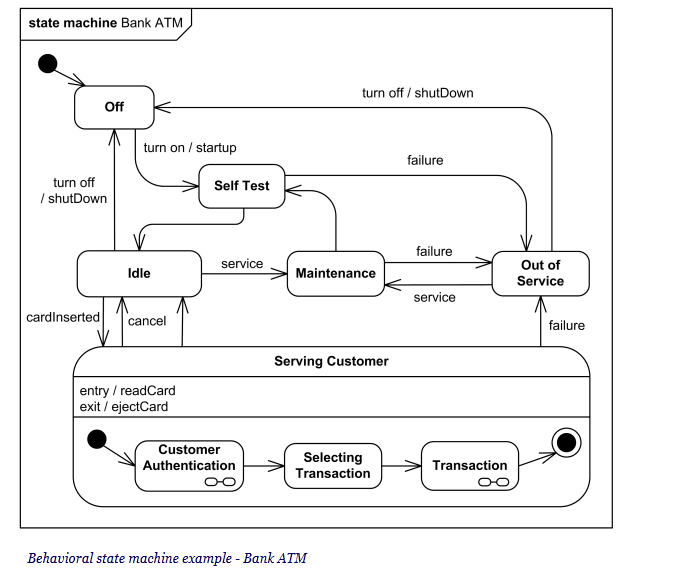 state machine Bank ATM
turn off / shutDown
Off
turn on / startup
failure
turn off
/ shutDown
Self Test
Idle
service
Maintenance
failure
service
Out of
Service
cardInserted
cancel
failure
Serving Customer
entry / readCard
exit / ejectCard
Customer
Authentication
Selecting
Transaction
Transaction
Behavioral state machine example - Bank ATM